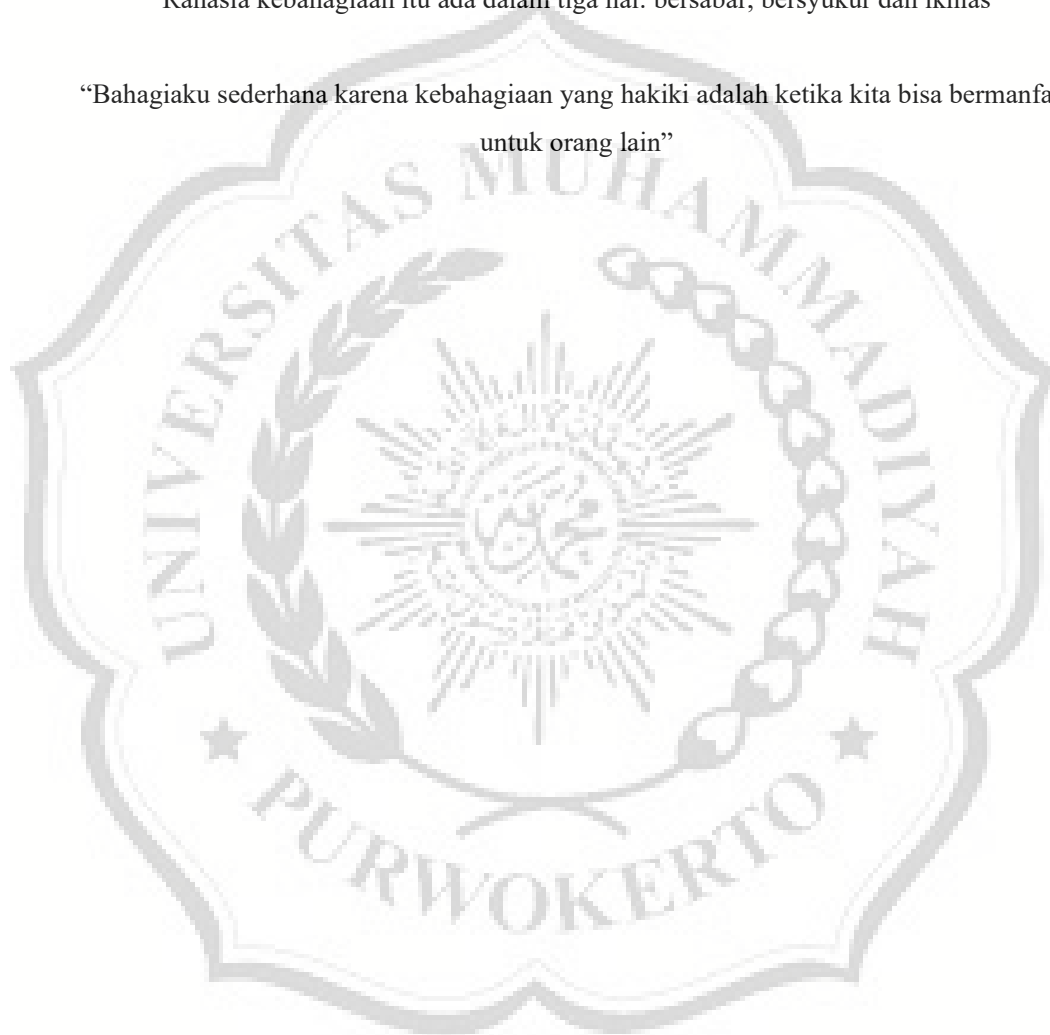 Rahasia kebahagiaan itu ada dalam tiga hal: bersabar, bersyukur dan ikhlas
“Bahagiaku sederhana karena kebahagiaan yang hakiki adalah ketika kita bisa bermanfa
untuk orang lain”
UNIVERSITAS MUHAMMADIYAH
PURWOKERTO